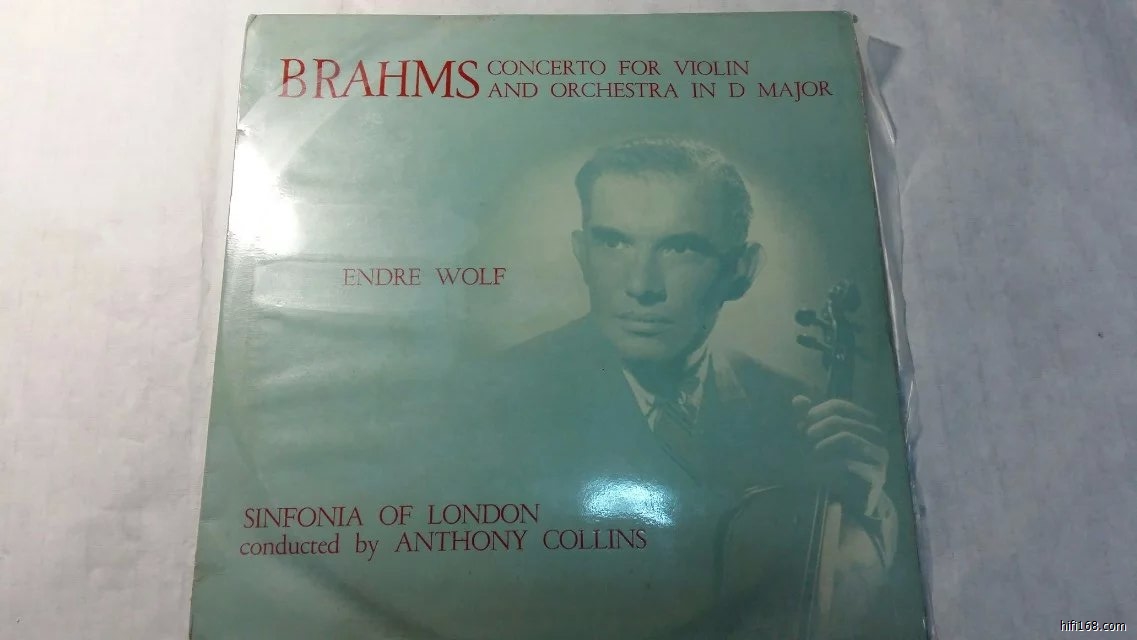 BRAHMS CONCERTO FOR VIOLIN
AND ORCHESTRA IN D MAJOR
ENDRE WOLF
SINFONIA OF LONDON
conducted by ANTHONY COLLINS
hifi168.com